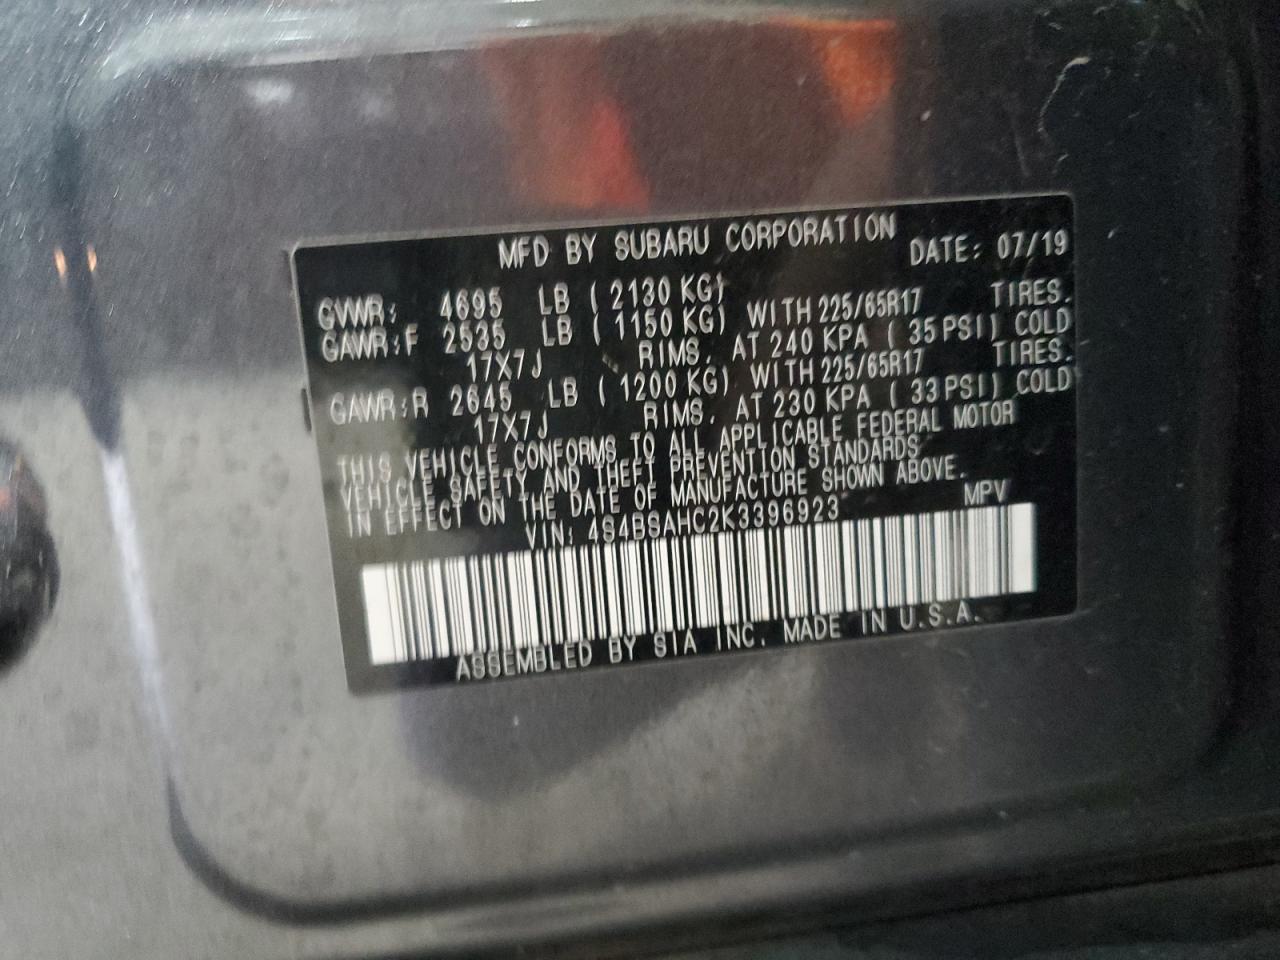 MFD BY SUBARU CORPORATION DATE: 07/19
GVWR: 4695 LB ( 2130 KG)
GAWR:F 2535 LB ( 1150 KG) WITH 225/65R17 TIRES.
17X7J RIMS. AT 240 KPA ( 35 PSI) COLD
GAWR:R 2645 LB ( 1200 KG) WITH 225/65R17 TIRES.
17X7J RIMS. AT 230 KPA ( 33 PSI) COLD
THIS VEHICLE CONFORMS TO ALL APPLICABLE FEDERAL MOTOR
VEHICLE SAFETY AND THEFT PREVENTION STANDARDS
IN EFFECT ON THE DATE OF MANUFACTURE SHOWN ABOVE.
VIN: 4S4BSAHC2K3396923 MPV
ASSEMBLED BY SIA INC. MADE IN U.S.A.